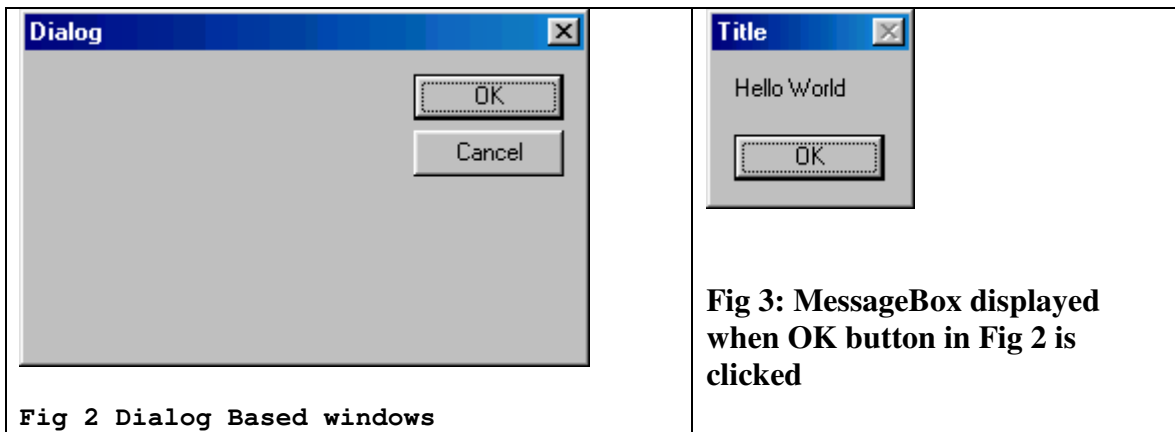 Dialog
OK
Cancel
Fig 2 Dialog Based windows
Title
Hello World
OK
Fig 3: MessageBox displayed
when OK button in Fig 2 is
clicked